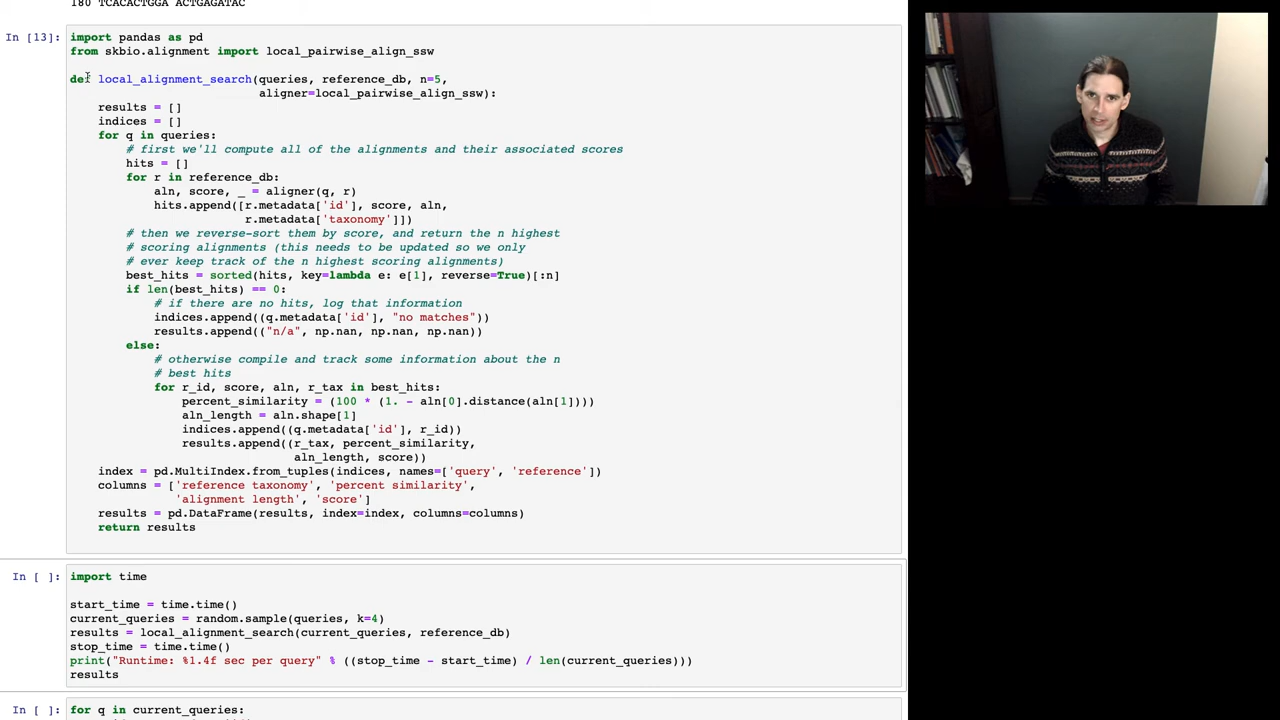 180 TCACACTGGA ACTGAGATAC
In [13]:
import pandas as pd
from skbio.alignment import local_pairwise_align_ssw
def local_alignment_search(queries, reference_db, n=5,
                           aligner=local_pairwise_align_ssw):
    results = []
    indices = []
    for q in queries:
        # first we'll compute all of the alignments and their associated scores
        hits = []
        for r in reference_db:
            aln, score, _ = aligner(q, r)
            hits.append([r.metadata['id'], score, aln,
                         r.metadata['taxonomy']])
        # then we reverse-sort them by score, and return the n highest
        # scoring alignments (this needs to be updated so we only
        # ever keep track of the n highest scoring alignments)
        best_hits = sorted(hits, key=lambda e: e[1], reverse=True)[:n]
        if len(best_hits) == 0:
            # if there are no hits, log that information
            indices.append((q.metadata['id'], "no matches"))
            results.append(("n/a", np.nan, np.nan, np.nan))
        else:
            # otherwise compile and track some information about the n
            # best hits
            for r_id, score, aln, r_tax in best_hits:
                percent_similarity = (100 * (1. - aln[0].distance(aln[1])))
                aln_length = aln.shape[1]
                indices.append((q.metadata['id'], r_id))
                results.append((r_tax, percent_similarity,
                                aln_length, score))
    index = pd.MultiIndex.from_tuples(indices, names=['query', 'reference'])
    columns = ['reference taxonomy', 'percent similarity',
               'alignment length', 'score']
    results = pd.DataFrame(results, index=index, columns=columns)
    return results
In [ ]:
import time
start_time = time.time()
current_queries = random.sample(queries, k=4)
results = local_alignment_search(current_queries, reference_db)
stop_time = time.time()
print("Runtime: %1.4f sec per query" % ((stop_time - start_time) / len(current_queries)))
results
In [ ]:
for q in current_queries: